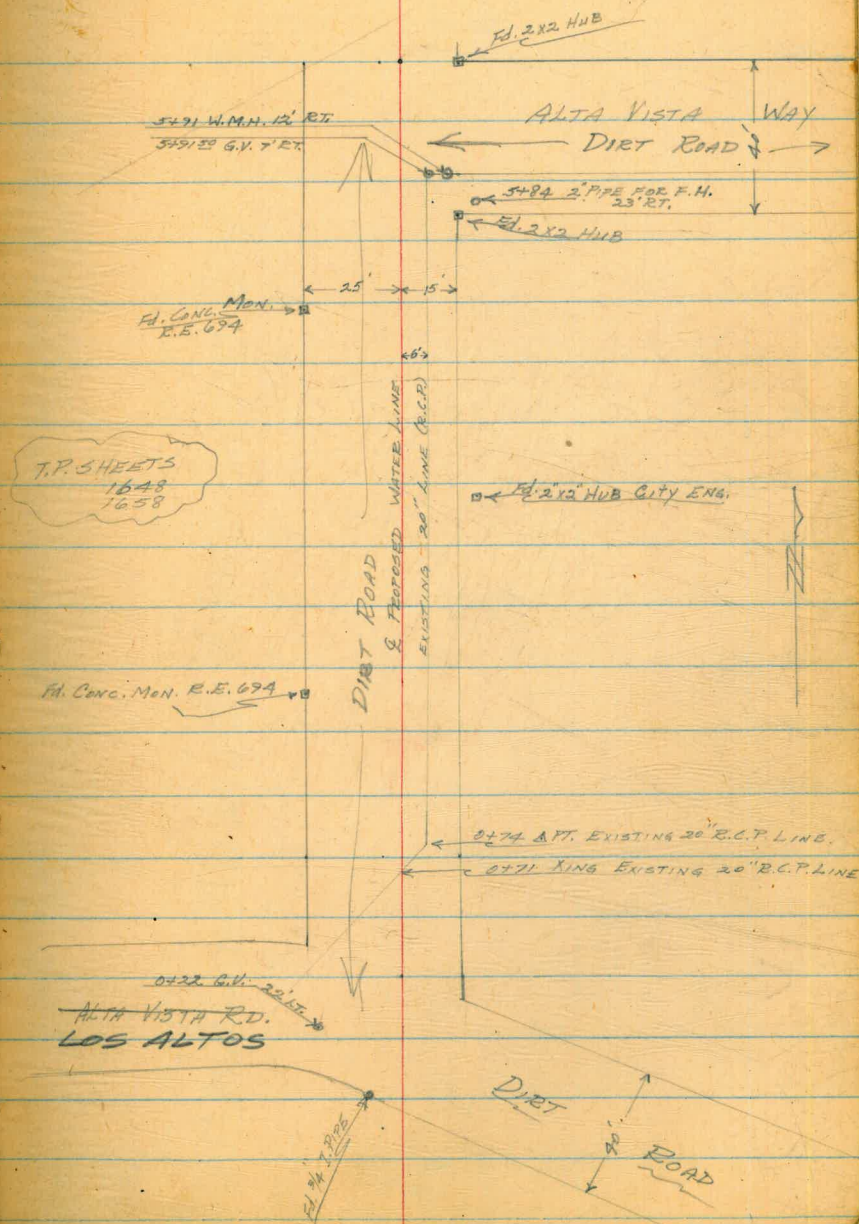 Fd. 2x2 HUB
ALTA VISTA WAY
DIRT ROAD
40'
5+91 W.M.H. 12' RT.
5+91⁵⁰ G.V. 7' RT.
5+84 2" PIPE FOR F.H.
23' RT.
Fd. 2x2 HUB
25' 15'
Fd. CONC. MON.
R.E. 694
6'
T.P. SHEETS
1648
1658
DIRT ROAD
℄ PROPOSED WATER LINE
EXISTING 20" LINE (R.C.P.)
Fd. 2"x2" HUB CITY ENG.
Fd. CONC. MON. R.E. 694
0+74 ∆ PT. EXISTING 20" R.C.P. LINE.
0+71 XING EXISTING 20" R.C.P. LINE
0+22 G.V. 22' LT.
ALTA VISTA RD.
LOS ALTOS
Fd. 3/4" I. PIPE
DIRT
ROAD